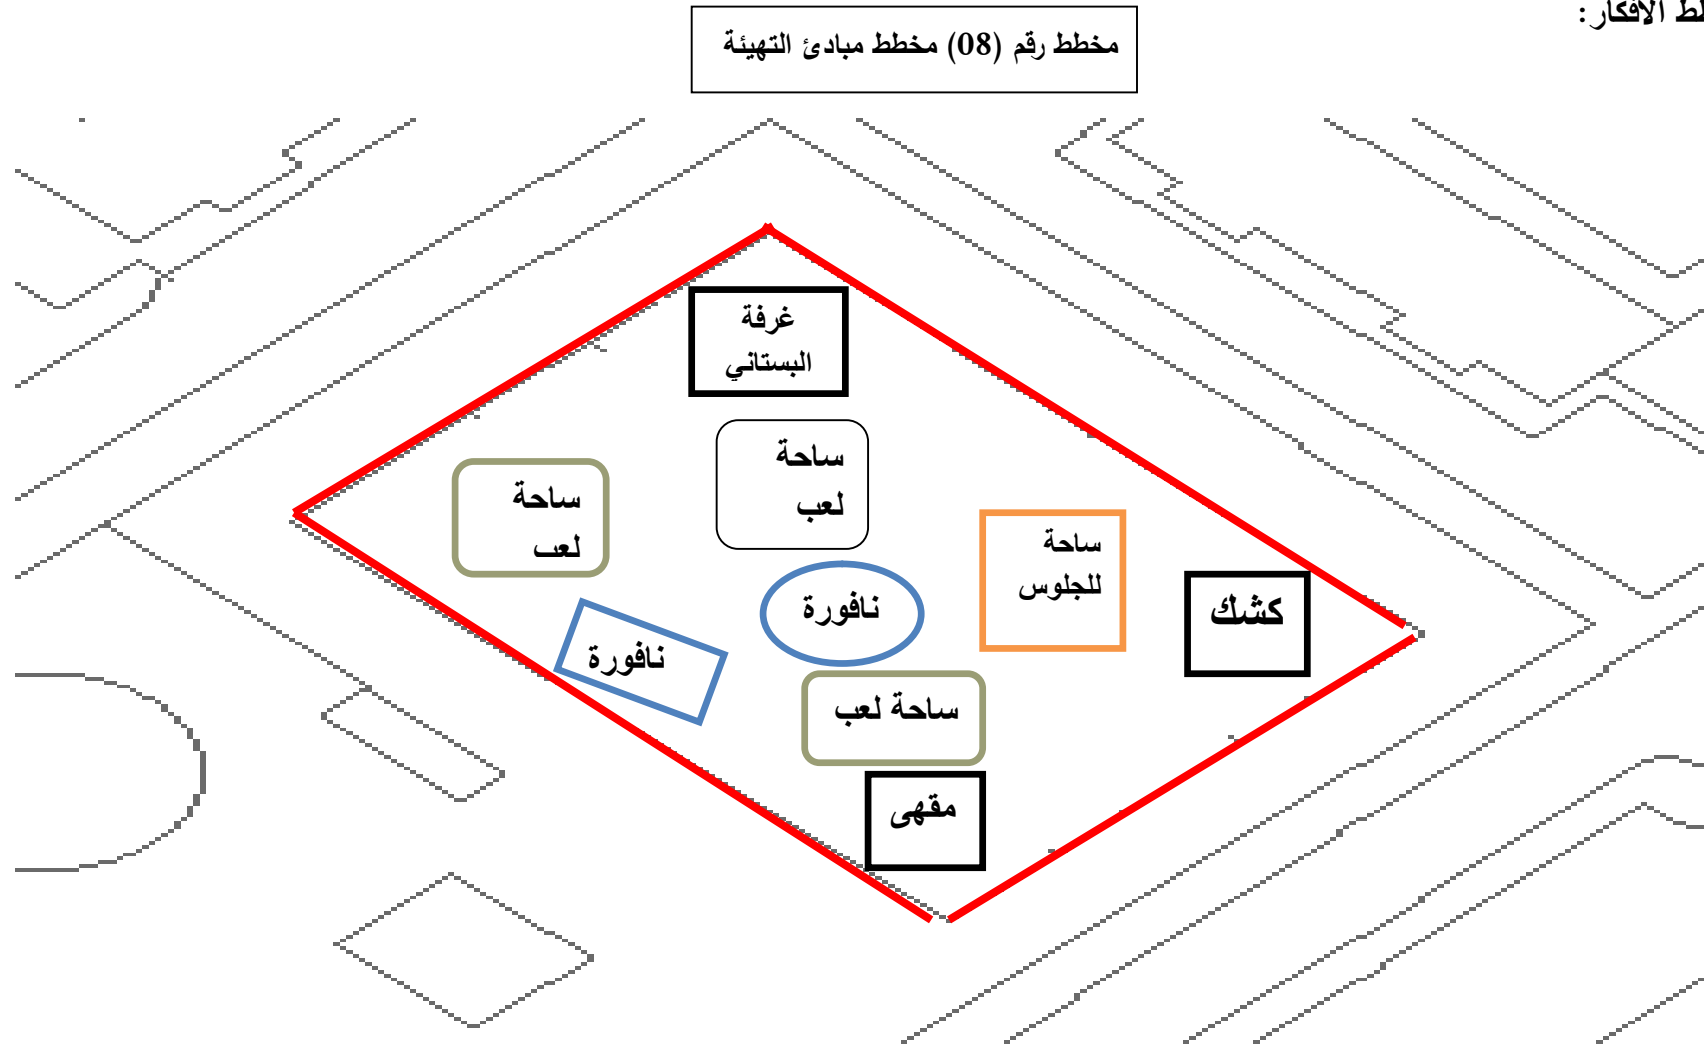 الأفكار:
مخطط رقم (08) مخطط مبادئ التهيئة
غرفة
البستاني
ساحة
لعب
ساحة
لعب
ساحة
للجلوس
كشك
نافورة
نافورة
ساحة لعب
مقهى